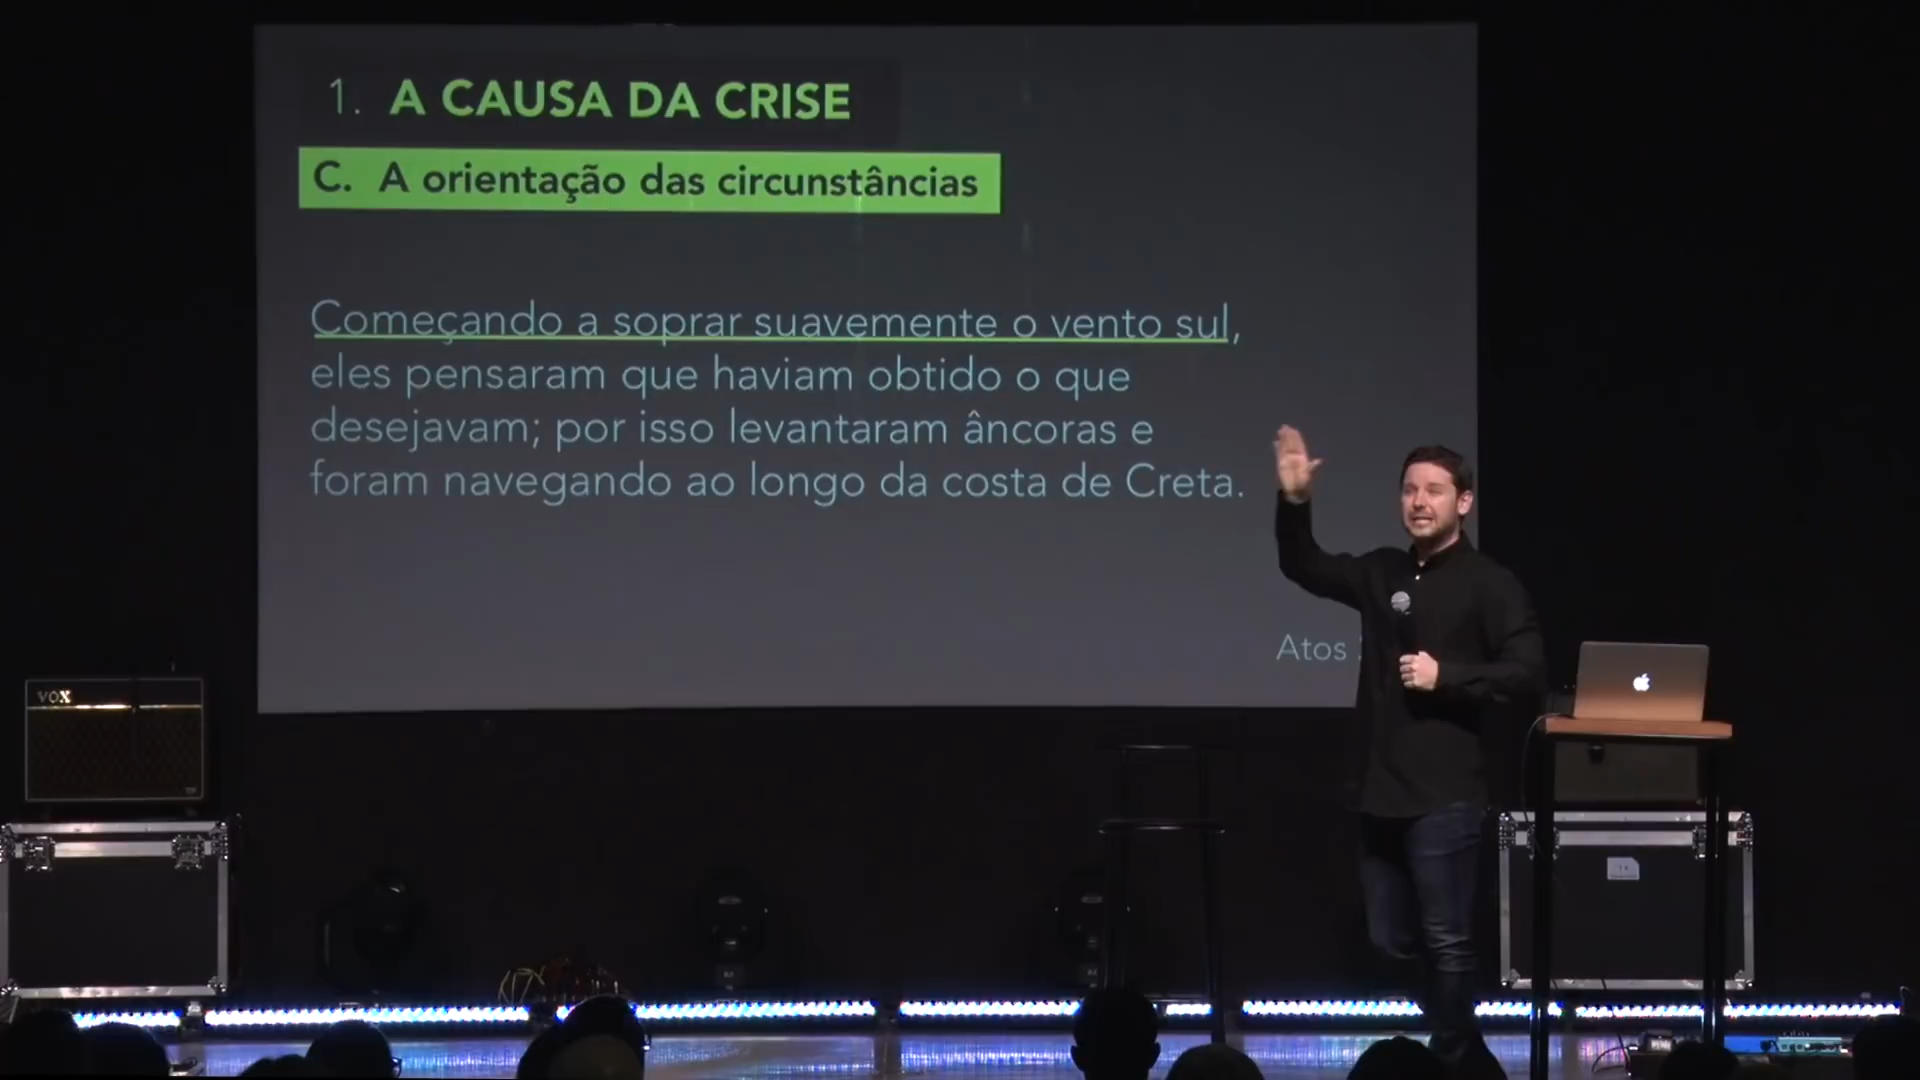 1. A CAUSA DA CRISE
C. A orientação das circunstâncias
Começando a soprar suavemente o vento sul,
eles pensaram que haviam obtido o que
desejavam; por isso levantaram âncoras e
foram navegando ao longo da costa de Creta.
Atos
VOX